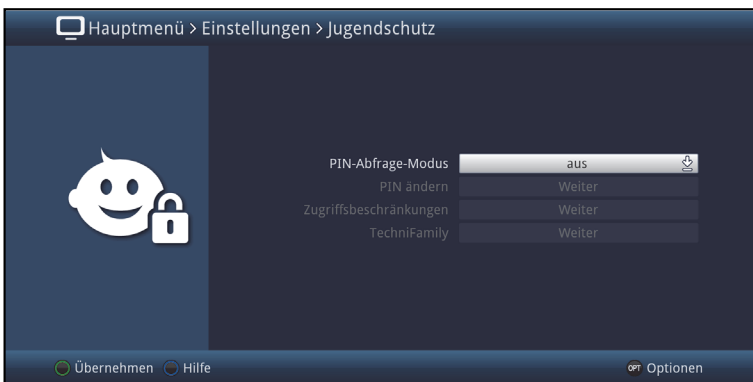 Hauptmenü > Einstellungen > Jugendschutz
PIN-Abfrage-Modus aus
PIN ändern Weiter
Zugriffsbeschränkungen Weiter
TechniFamily Weiter
Übernehmen Hilfe OPT Optionen